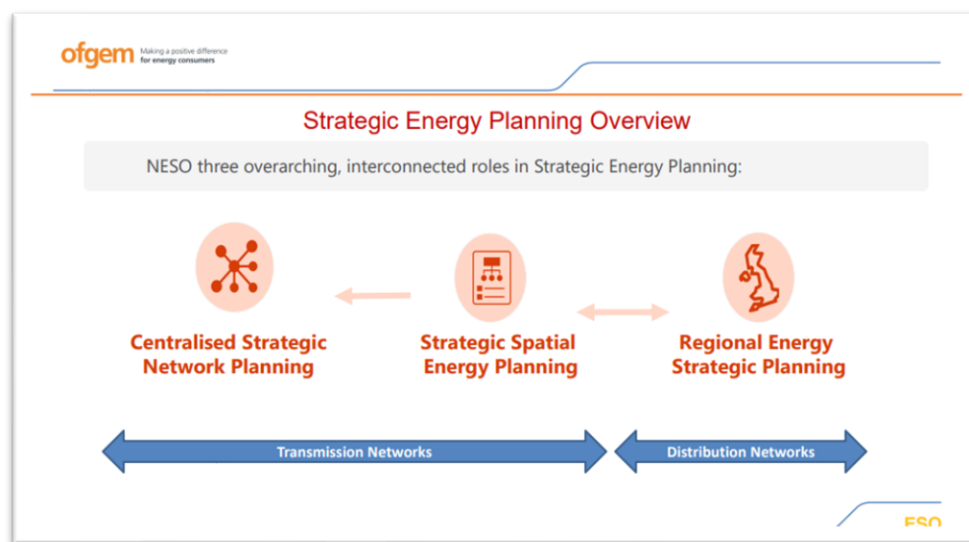 ofgem
Making a positive difference
for energy consumers
Strategic Energy Planning Overview
NESO three overarching, interconnected roles in Strategic Energy Planning:
Centralised Strategic
Network Planning
Strategic Spatial
Energy Planning
Regional Energy
Strategic Planning
Transmission Networks
Distribution Networks
ESO